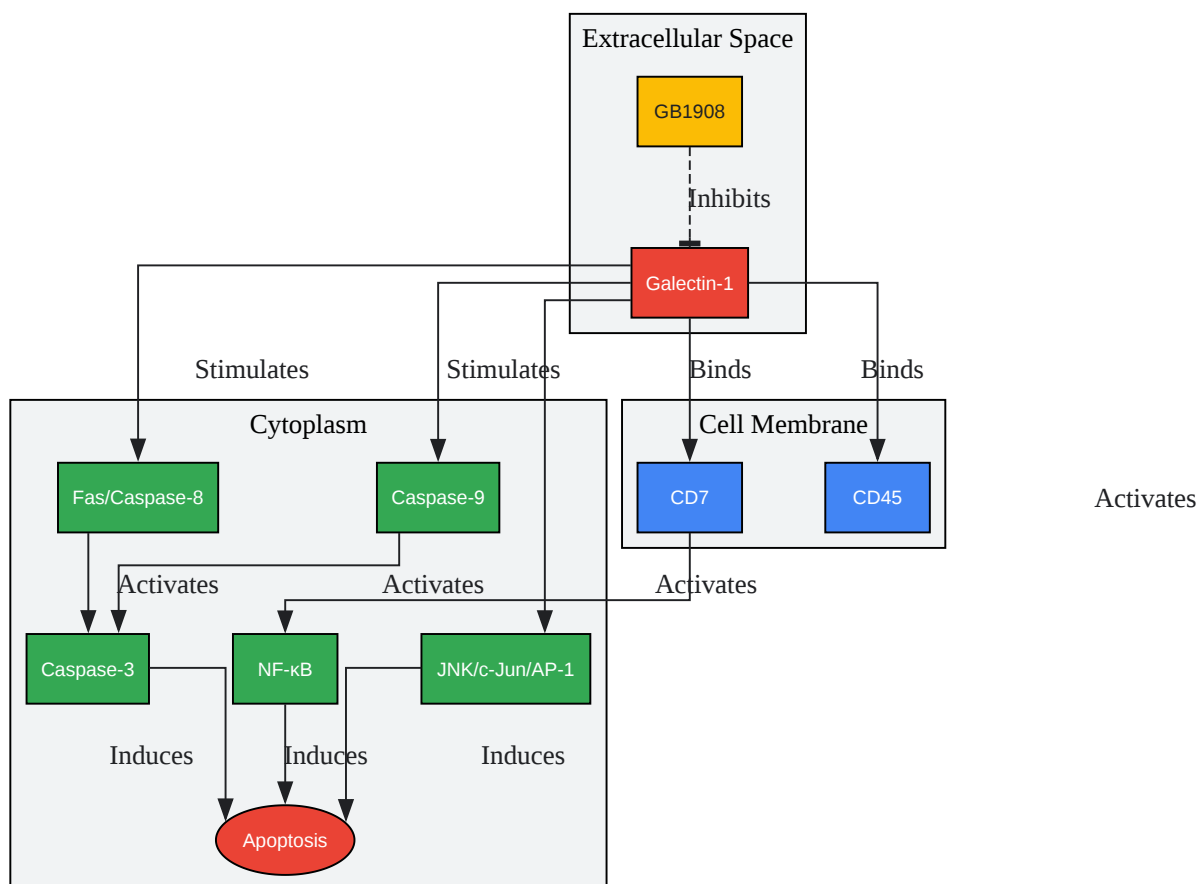 Extracellular Space
GB1908
Inhibits
Galectin-1
Stimulates
Stimulates
Binds
Binds
Cytoplasm
Cell Membrane
Fas/Caspase-8
Caspase-9
CD7
CD45
Activates
Activates
Activates
Activates
Caspase-3
NF-κB
JNK/c-Jun/AP-1
Induces
Induces
Induces
Apoptosis